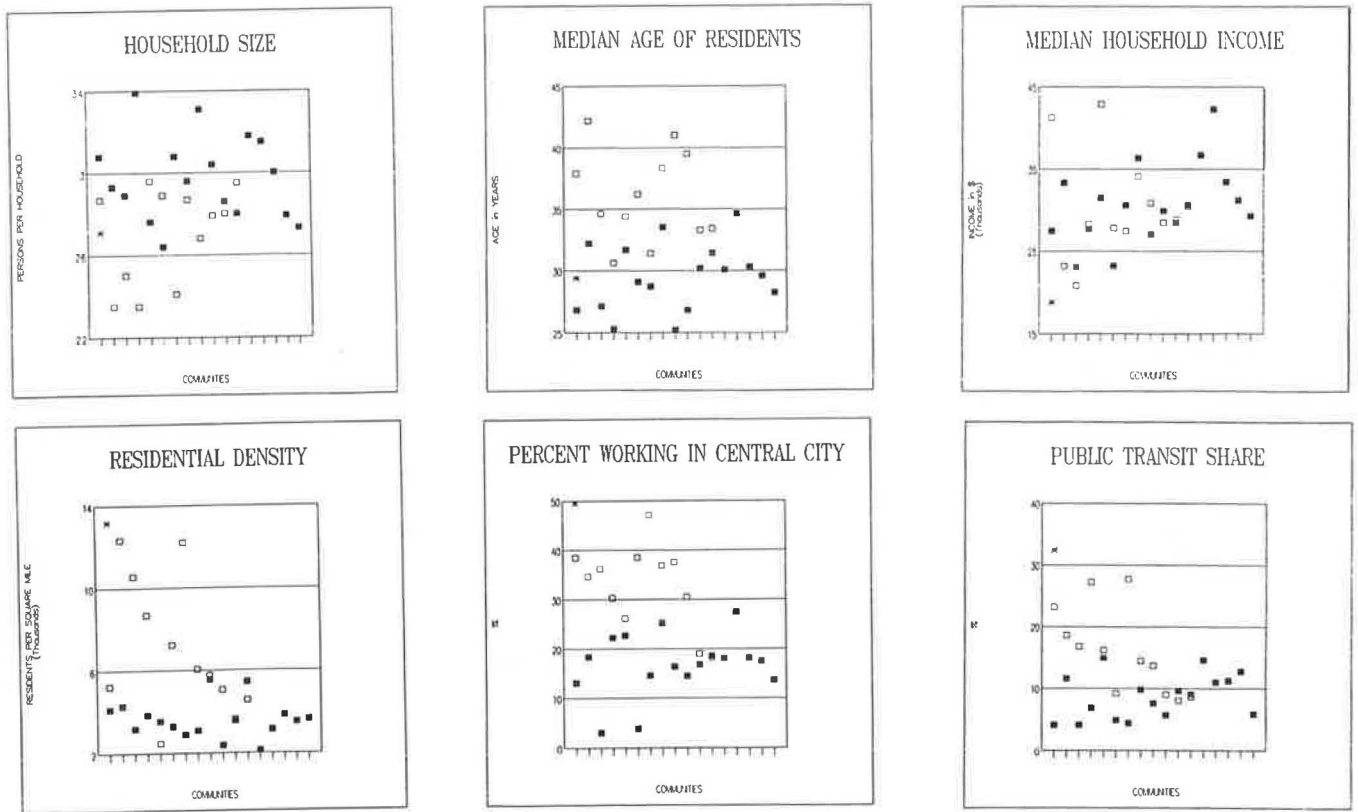 HOUSEHOLD SIZE
PERSONS PER HOUSEHOLD
3.4
3
2.6
2.2
COMMUNITIES
MEDIAN AGE OF RESIDENTS
AGE in YEARS
45
40
35
30
25
COMMUNITIES
MEDIAN HOUSEHOLD INCOME
INCOME in $
(Thousands)
45
35
25
15
COMMUNITIES
RESIDENTIAL DENSITY
RESIDENTS PER SQUARE MILE
(Thousands)
14
10
6
2
COMMUNITIES
PERCENT WORKING IN CENTRAL CITY
%
50
40
30
20
10
0
COMMUNITIES
PUBLIC TRANSIT SHARE
%
40
30
20
10
0
COMMUNITIES